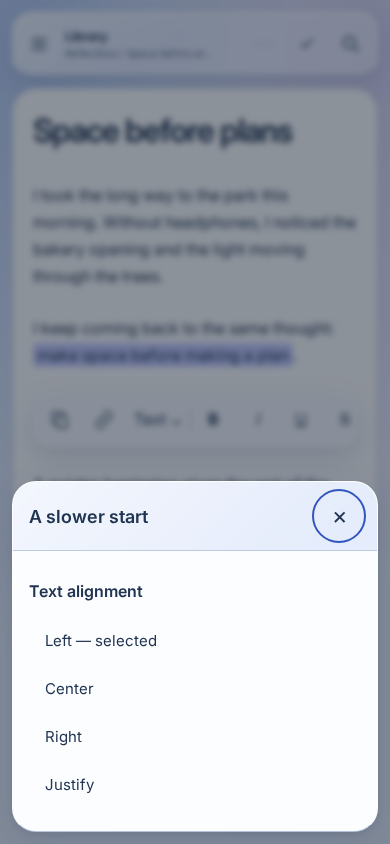 Library
Space before plans
I took the long way to the park this
morning. Without headphones, I noticed the
bakery opening and the light moving
through the trees.
I keep coming back to the same thought:
make space before making a plan.
Text
B
I
U
S
A slower start
Text alignment
Left — selected
Center
Right
Justify